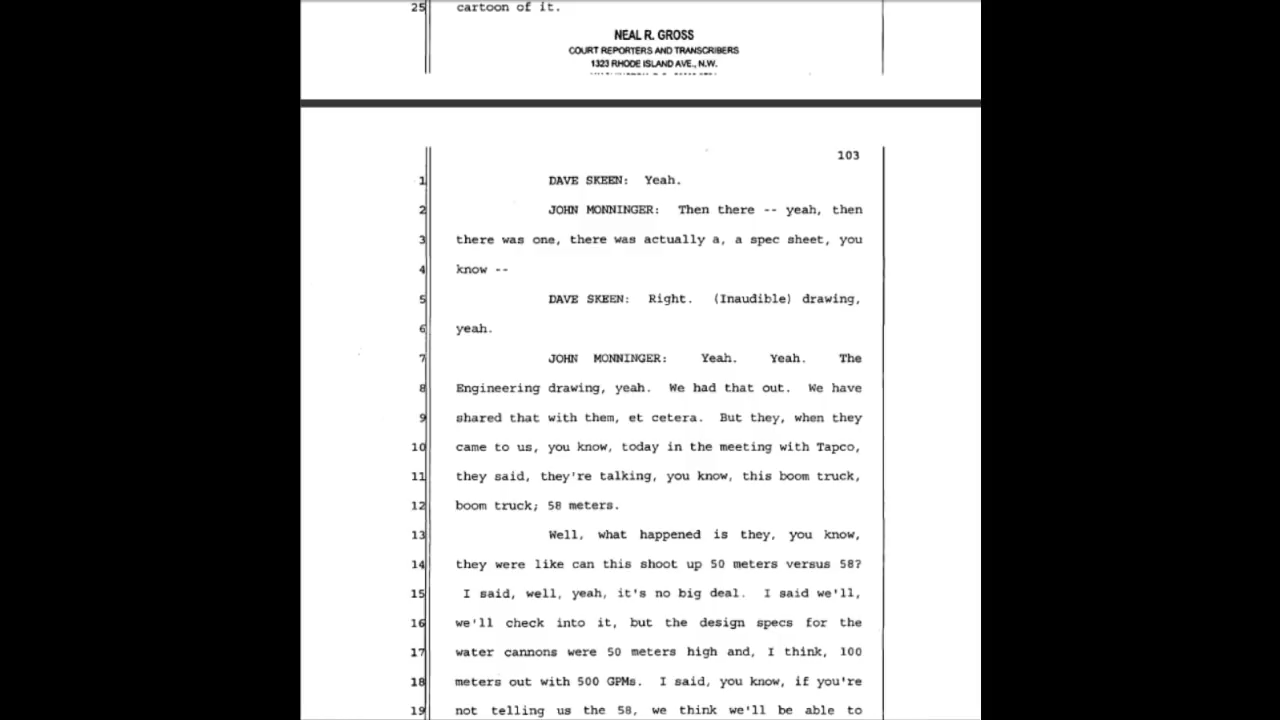 25 cartoon of it.
NEAL R. GROSS
COURT REPORTERS AND TRANSCRIBERS
1323 RHODE ISLAND AVE., N.W.
103
1 DAVE SKEEN: Yeah.
2 JOHN MONNINGER: Then there -- yeah, then
3 there was one, there was actually a, a spec sheet, you
4 know --
5 DAVE SKEEN: Right. (Inaudible) drawing,
6 yeah.
7 JOHN MONNINGER: Yeah. Yeah. The
8 Engineering drawing, yeah. We had that out. We have
9 shared that with them, et cetera. But they, when they
10 came to us, you know, today in the meeting with Tapco,
11 they said, they're talking, you know, this boom truck,
12 boom truck; 58 meters.
13 Well, what happened is they, you know,
14 they were like can this shoot up 50 meters versus 58?
15 I said, well, yeah, it's no big deal. I said we'll,
16 we'll check into it, but the design specs for the
17 water cannons were 50 meters high and, I think, 100
18 meters out with 500 GPMs. I said, you know, if you're
19 not telling us the 58, we think we'll be able to